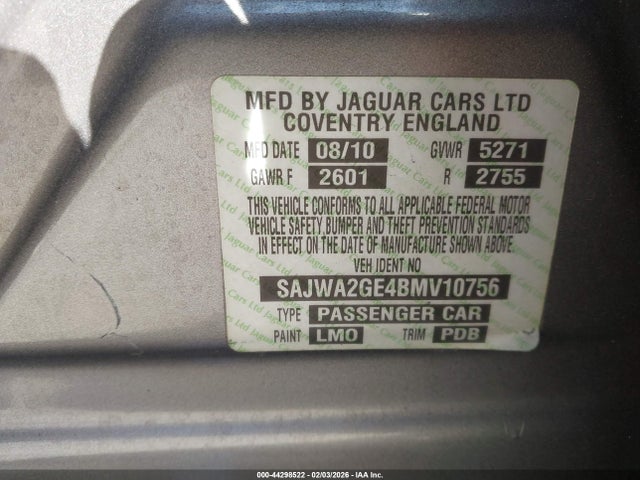 MFD BY JAGUAR CARS LTD
COVENTRY ENGLAND
MFD DATE 08/10 GVWR 5271
GAWR F 2601 R 2755
THIS VEHICLE CONFORMS TO ALL APPLICABLE FEDERAL MOTOR
VEHICLE SAFETY, BUMPER AND THEFT PREVENTION STANDARDS
IN EFFECT ON THE DATE OF MANUFACTURE SHOWN ABOVE.
VEH IDENT NO
SAJWA2GE4BMV10756
TYPE PASSENGER CAR
PAINT LMO TRIM PDB
000-44298522 - 02/03/2026 - IAA Inc.